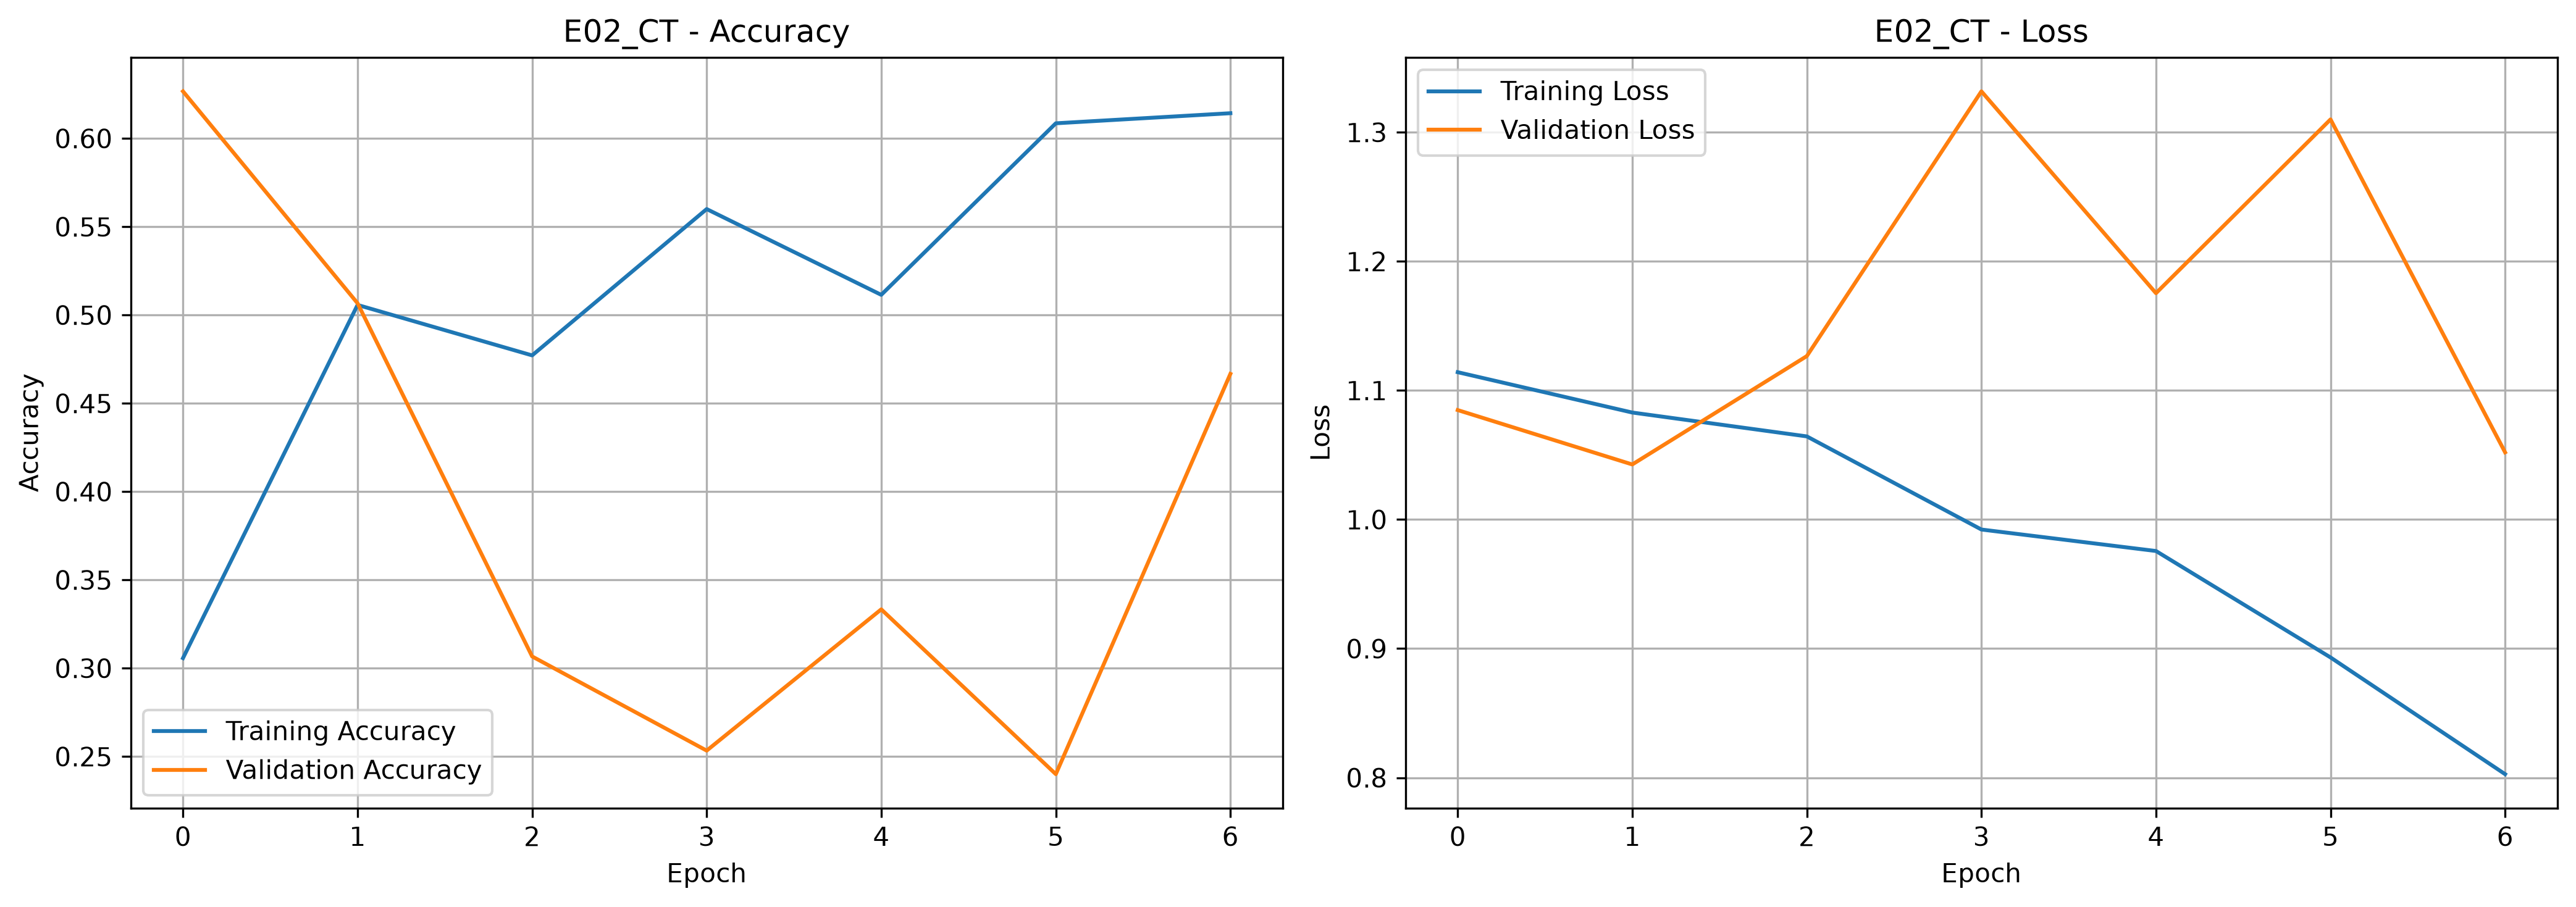 E02_CT - Accuracy
Accuracy
0.60
0.55
0.50
0.45
0.40
0.35
0.30
0.25
Training Accuracy
Validation Accuracy
0 1 2 3 4 5 6
Epoch
E02_CT - Loss
Loss
Training Loss
Validation Loss
1.3
1.2
1.1
1.0
0.9
0.8
0 1 2 3 4 5 6
Epoch